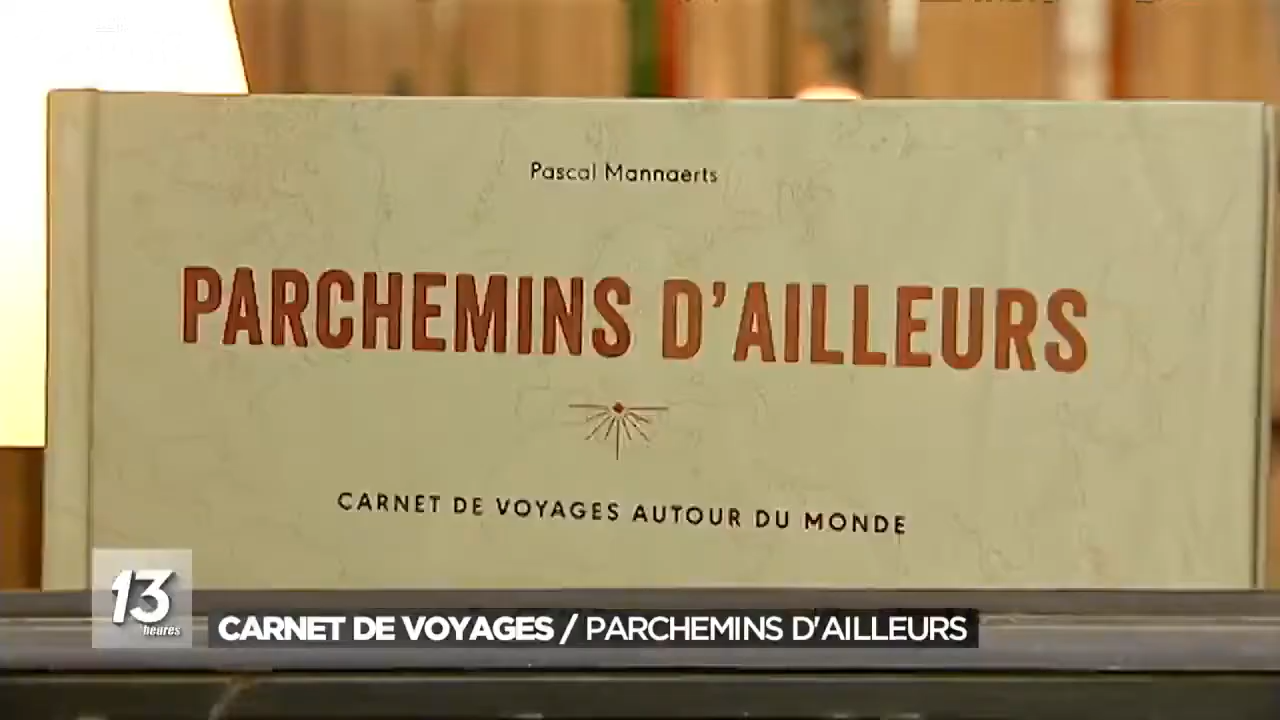 Pascal Mannaerts
PARCHEMINS D'AILLEURS
CARNET DE VOYAGES AUTOUR DU MONDE
13
heures
CARNET DE VOYAGES / PARCHEMINS D'AILLEURS